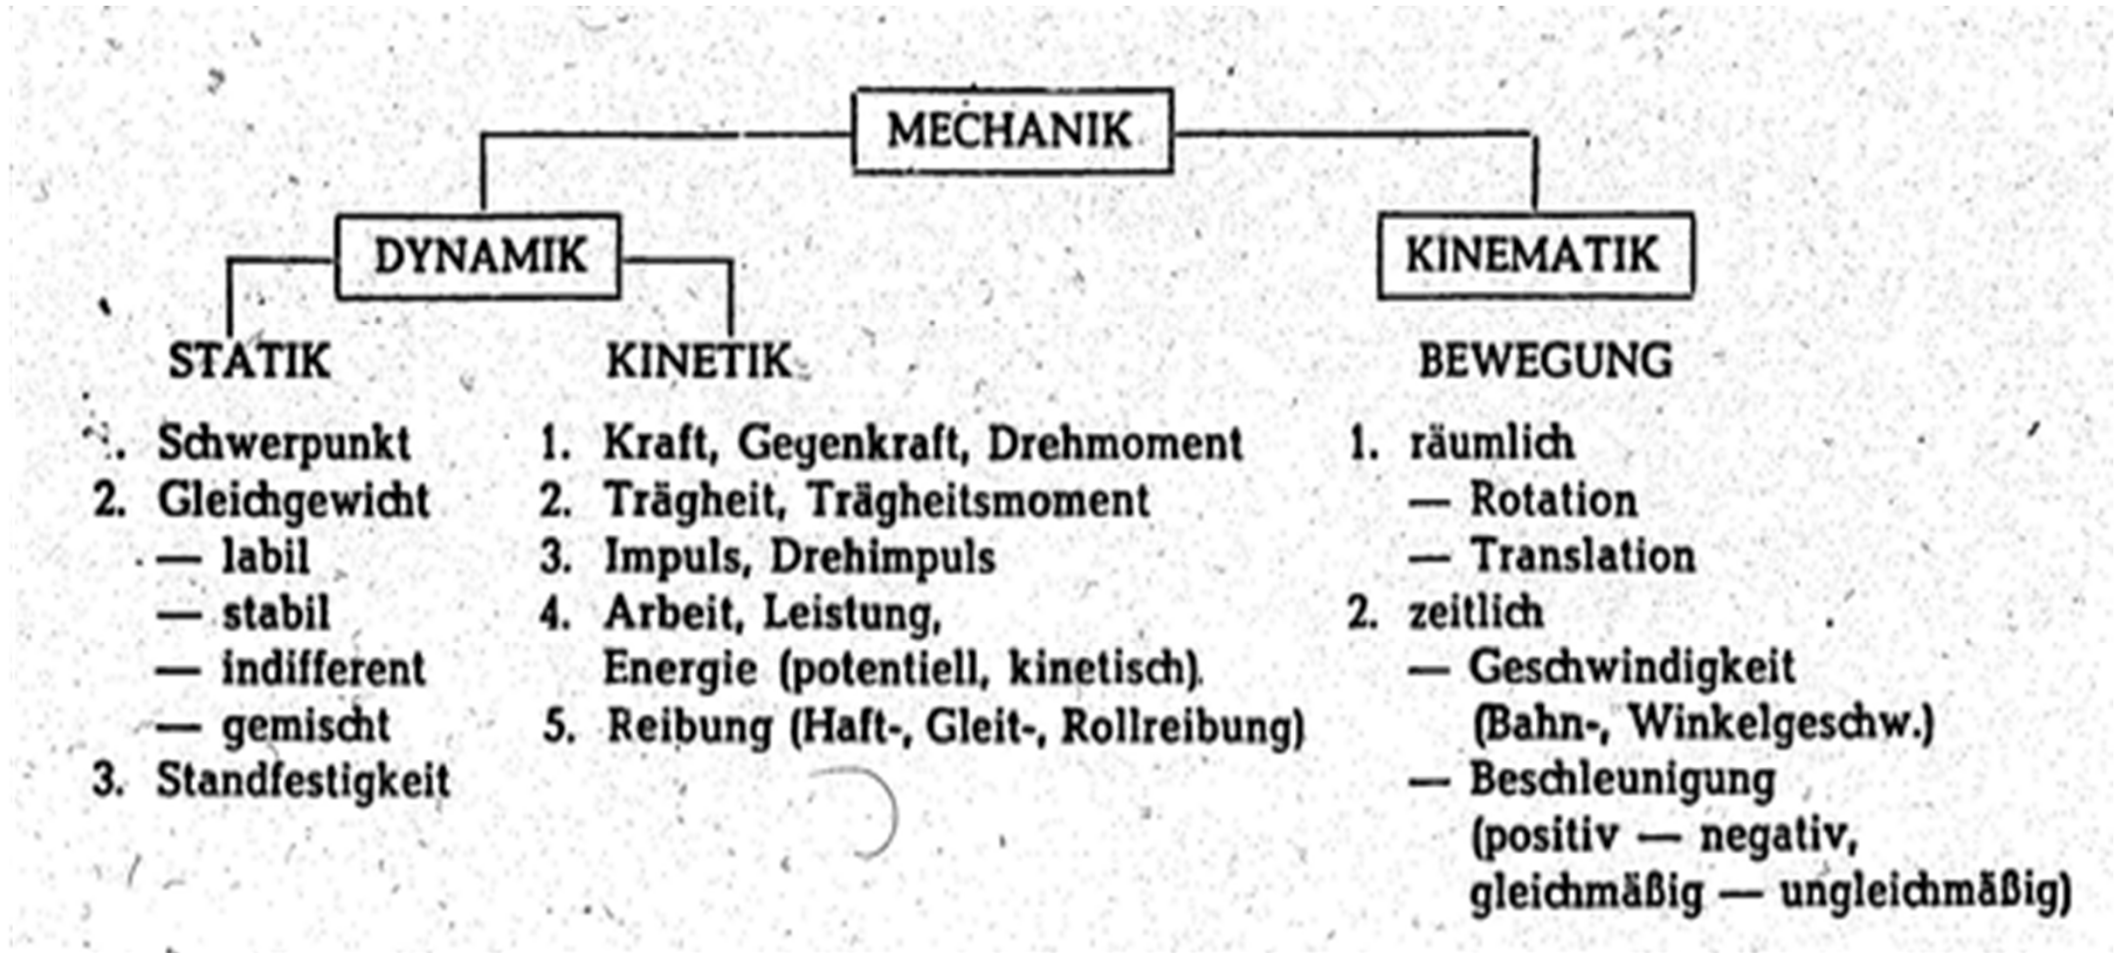 MECHANIK
DYNAMIK
KINEMATIK
STATIK
KINETIK
BEWEGUNG
. Schwerpunkt
2. Gleichgewicht
— labil
— stabil
— indifferent
— gemischt
3. Standfestigkeit
1. Kraft, Gegenkraft, Drehmoment
2. Trägheit, Trägheitsmoment
3. Impuls, Drehimpuls
4. Arbeit, Leistung,
Energie (potentiell, kinetisch).
5. Reibung (Haft-, Gleit-, Rollreibung)
1. räumlich
— Rotation
— Translation
2. zeitlich
— Geschwindigkeit
(Bahn-, Winkelgeschw.)
— Beschleunigung
(positiv — negativ,
gleichmäßig — ungleichmäßig)